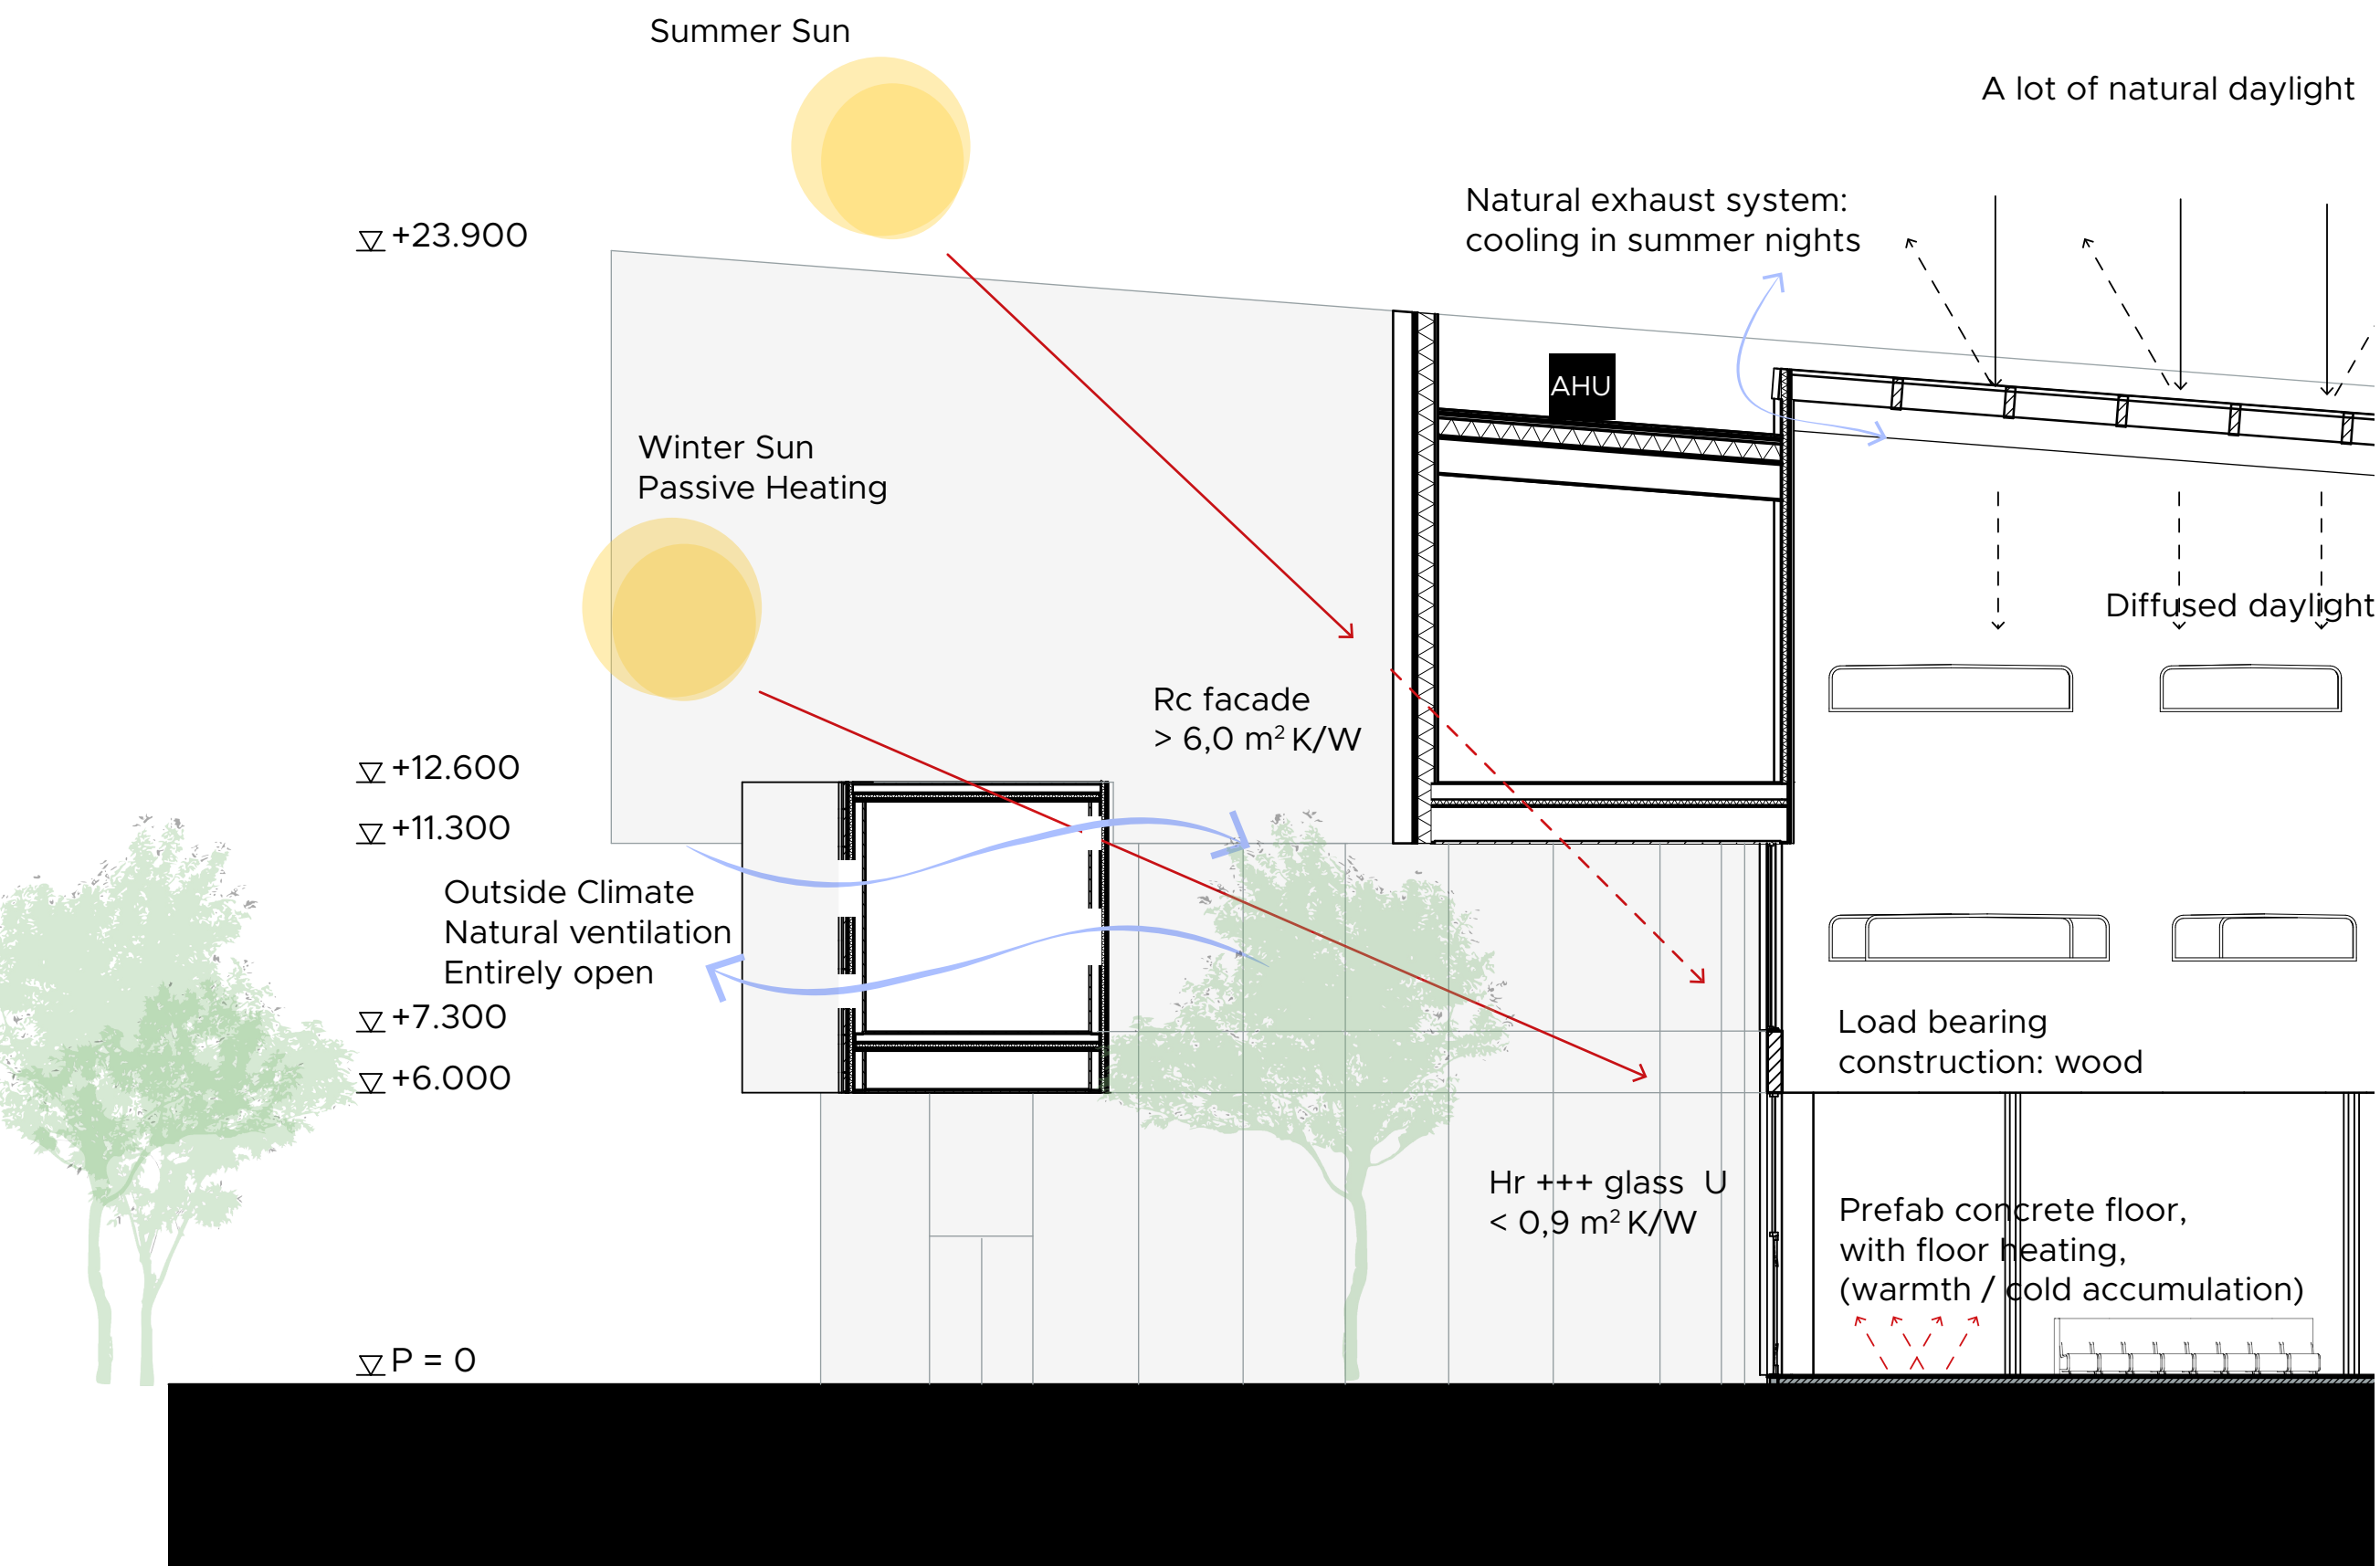 Summer Sun
A lot of natural daylight
Natural exhaust system:
cooling in summer nights
+23.900
AHU
Winter Sun
Passive Heating
Diffused daylight
Rc facade
> 6,0 m² K/W
+12.600
+11.300
Outside Climate
Natural ventilation
Entirely open
+7.300
+6.000
Load bearing
construction: wood
Hr +++ glass  U
< 0,9 m² K/W
Prefab concrete floor,
with floor heating,
(warmth / cold accumulation)
P = 0